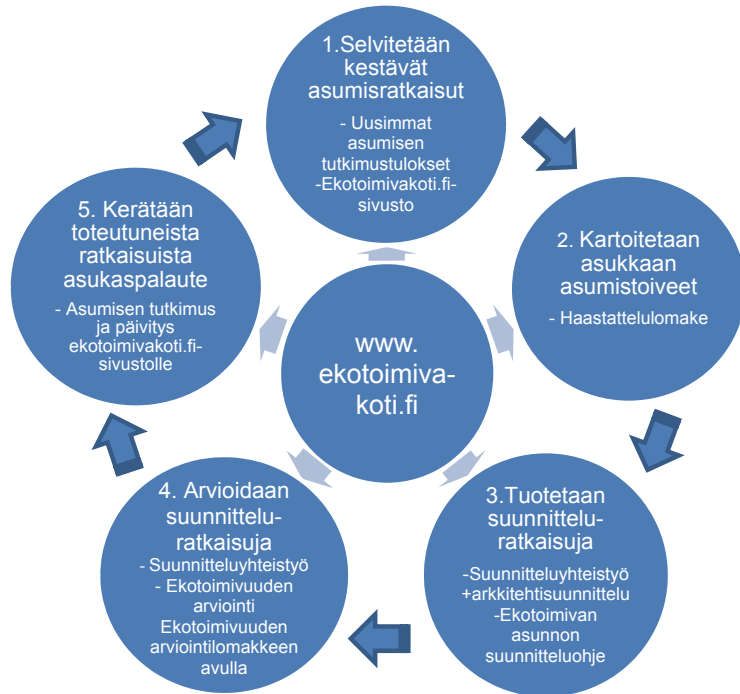 1.Selvitetään
kestävät
asumisratkaisut
- Uusimmat
asumisen
tutkimustulokset
-Ekotoimivakoti.fi-
sivusto
2. Kartoitetaan
asukkaan
asumistoiveet
- Haastattelulomake
3.Tuotetaan
suunnittelu-
ratkaisuja
-Suunnitteluyhteistyö
+arkkitehtisuunnittelu
-Ekotoimivan
asunnon
suunnitteluohje
4. Arvioidaan
suunnittelu-
ratkaisuja
- Suunnitteluyhteistyö
- Ekotoimivuuden
arviointi
Ekotoimivuuden
arviointilomakkeen
avulla
5. Kerätään
toteutuneista
ratkaisuista
asukaspalaute
- Asumisen tutkimus
ja päivitys
ekotoimivakoti.fi-
sivustolle
www.
ekotoimiva-
koti.fi